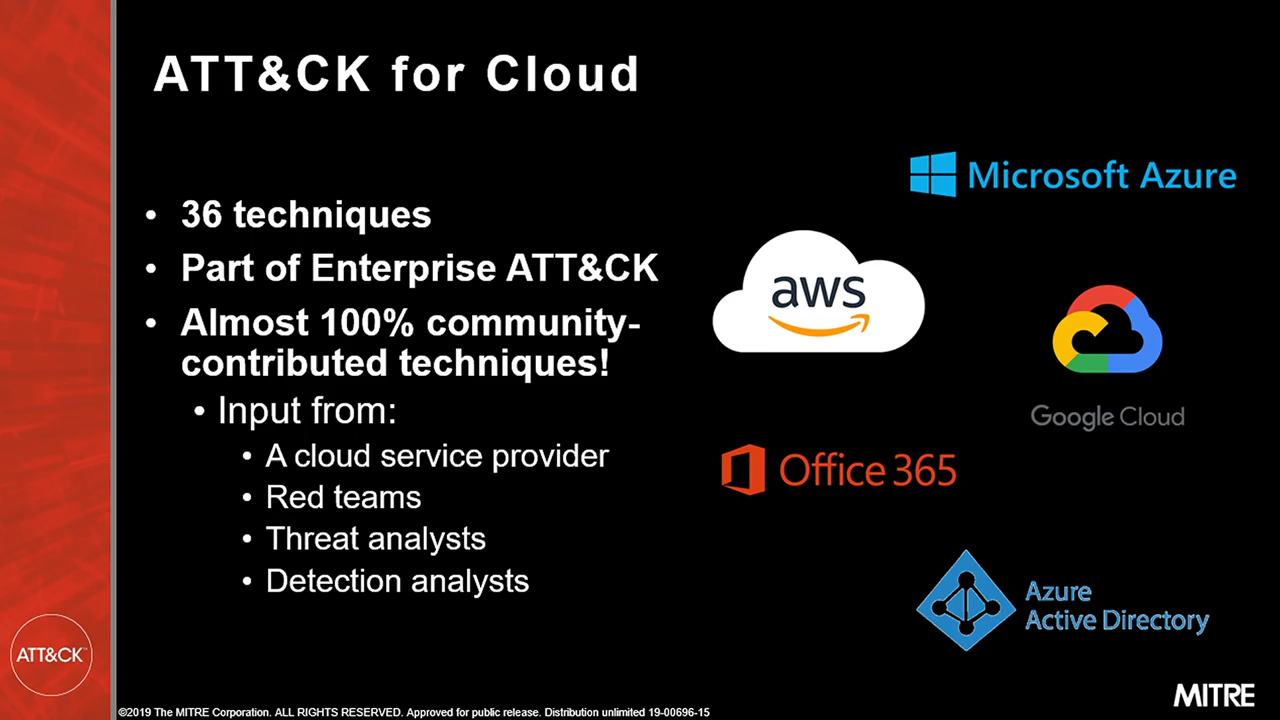 ATT&CK for Cloud
• 36 techniques
• Part of Enterprise ATT&CK
• Almost 100% community-
contributed techniques!
• Input from:
• A cloud service provider
• Red teams
• Threat analysts
• Detection analysts
Microsoft Azure
aws
Google Cloud
Office 365
Azure
Active Directory
ATT&CK™
MITRE
©2019 The MITRE Corporation. ALL RIGHTS RESERVED. Approved for public release. Distribution unlimited 19-00696-15